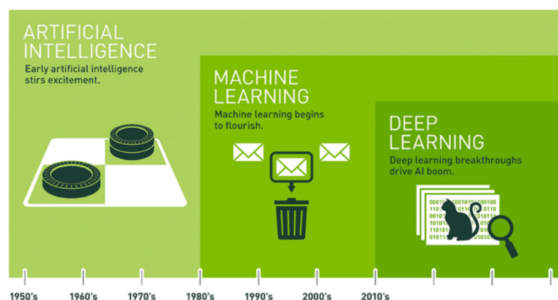 ARTIFICIAL
INTELLIGENCE
Early artificial intelligence
stirs excitement.
MACHINE
LEARNING
Machine learning begins
to flourish.
DEEP
LEARNING
Deep learning breakthroughs
drive AI boom.
1950's 1960's 1970's 1980's 1990's 2000's 2010's